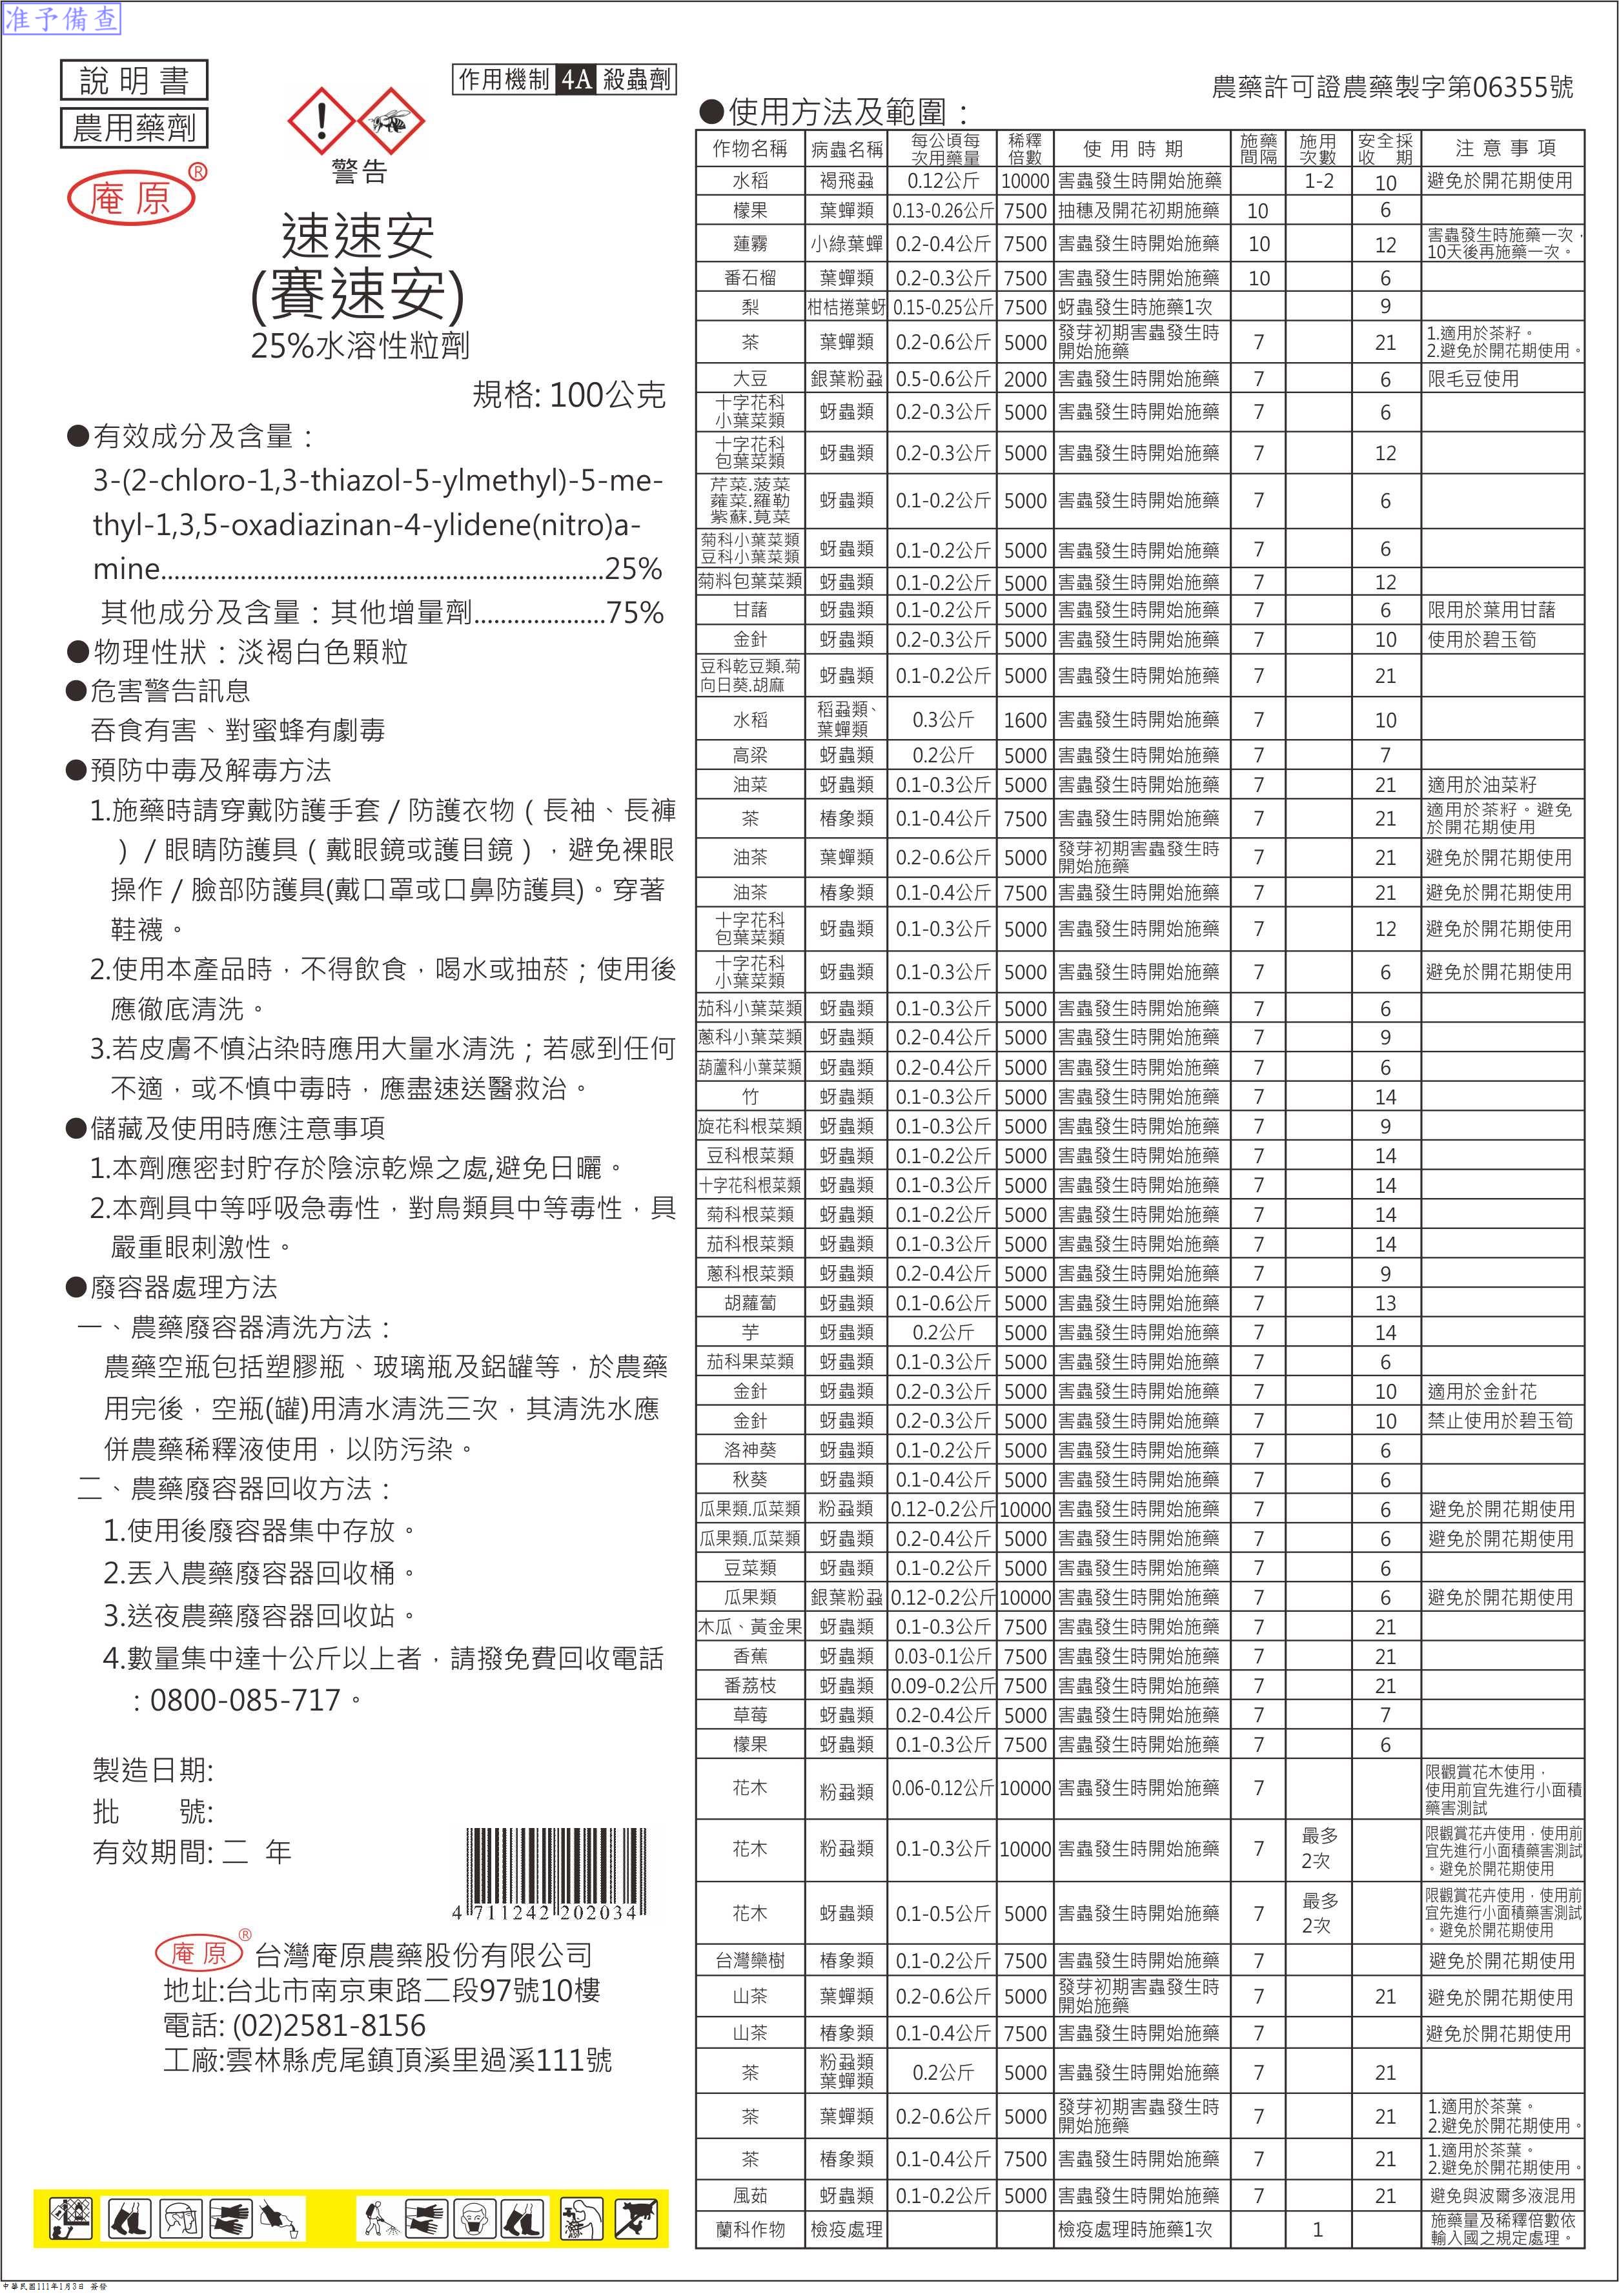 准予備查
說明書
農用藥劑
作用機制 4A 殺蟲劑
庵原®
警告
速速安
(賽速安)
25%水溶性粒劑
規格: 100公克
●有效成分及含量：
3-(2-chloro-1,3-thiazol-5-ylmethyl)-5-me-
thyl-1,3,5-oxadiazinan-4-ylidene(nitro)a-
mine..................................................................25%
其他成分及含量：其他增量劑....................75%
●物理性狀：淡褐白色顆粒
●危害警告訊息
吞食有害、對蜜蜂有劇毒
●預防中毒及解毒方法
1.施藥時請穿戴防護手套／防護衣物（長袖、長褲
）／眼睛防護具（戴眼鏡或護目鏡），避免裸眼
操作／臉部防護具(戴口罩或口鼻防護具)。穿著
鞋襪。
2.使用本產品時，不得飲食，喝水或抽菸；使用後
應徹底清洗。
3.若皮膚不慎沾染時應用大量水清洗；若感到任何
不適，或不慎中毒時，應盡速送醫救治。
●儲藏及使用時應注意事項
1.本劑應密封貯存於陰涼乾燥之處,避免日曬。
2.本劑具中等呼吸急毒性，對鳥類具中等毒性，具
嚴重眼刺激性。
●廢容器處理方法
一、農藥廢容器清洗方法：
農藥空瓶包括塑膠瓶、玻璃瓶及鋁罐等，於農藥
用完後，空瓶(罐)用清水清洗三次，其清洗水應
併農藥稀釋液使用，以防污染。
二、農藥廢容器回收方法：
1.使用後廢容器集中存放。
2.丟入農藥廢容器回收桶。
3.送夜農藥廢容器回收站。
4.數量集中達十公斤以上者，請撥免費回收電話
：0800-085-717。
製造日期:
批　　號:
有效期間: 二 年
4 711242 202034
庵原® 台灣庵原農藥股份有限公司
地址:台北市南京東路二段97號10樓
電話: (02)2581-8156
工廠:雲林縣虎尾鎮頂溪里過溪111號
農藥許可證農藥製字第06355號
●使用方法及範圍：
作物名稱 病蟲名稱 每公頃每次用藥量 稀釋倍數 使用時期 施藥間隔 施用次數 安全採收期 注意事項
水稻 褐飛蝨 0.12公斤 10000 害蟲發生時開始施藥 1-2 10 避免於開花期使用
檬果 葉蟬類 0.13-0.26公斤 7500 抽穗及開花初期施藥 10 6
蓮霧 小綠葉蟬 0.2-0.4公斤 7500 害蟲發生時開始施藥 10 12 害蟲發生時施藥一次，10天後再施藥一次。
番石榴 葉蟬類 0.2-0.3公斤 7500 害蟲發生時開始施藥 10 6
梨 柑桔捲葉蚜 0.15-0.25公斤 7500 蚜蟲發生時施藥1次 9
茶 葉蟬類 0.2-0.6公斤 5000 發芽初期害蟲發生時開始施藥 7 21 1.適用於茶籽。2.避免於開花期使用。
大豆 銀葉粉蝨 0.5-0.6公斤 2000 害蟲發生時開始施藥 7 6 限毛豆使用
十字花科小葉菜類 蚜蟲類 0.2-0.3公斤 5000 害蟲發生時開始施藥 7 6
十字花科包葉菜類 蚜蟲類 0.2-0.3公斤 5000 害蟲發生時開始施藥 7 12
芹菜.菠菜蕹菜.羅勒紫蘇.莧菜 蚜蟲類 0.1-0.2公斤 5000 害蟲發生時開始施藥 7 6
菊科小葉菜類豆科小葉菜類 蚜蟲類 0.1-0.2公斤 5000 害蟲發生時開始施藥 7 6
菊料包葉菜類 蚜蟲類 0.1-0.2公斤 5000 害蟲發生時開始施藥 7 12
甘藷 蚜蟲類 0.1-0.2公斤 5000 害蟲發生時開始施藥 7 6 限用於葉用甘藷
金針 蚜蟲類 0.2-0.3公斤 5000 害蟲發生時開始施藥 7 10 使用於碧玉筍
豆科乾豆類.菊向日葵.胡麻 蚜蟲類 0.1-0.2公斤 5000 害蟲發生時開始施藥 7 21
水稻 稻蝨類、葉蟬類 0.3公斤 1600 害蟲發生時開始施藥 7 10
高梁 蚜蟲類 0.2公斤 5000 害蟲發生時開始施藥 7 7
油菜 蚜蟲類 0.1-0.3公斤 5000 害蟲發生時開始施藥 7 21 適用於油菜籽
茶 椿象類 0.1-0.4公斤 7500 害蟲發生時開始施藥 7 21 適用於茶籽。避免於開花期使用
油茶 葉蟬類 0.2-0.6公斤 5000 發芽初期害蟲發生時開始施藥 7 21 避免於開花期使用
油茶 椿象類 0.1-0.4公斤 7500 害蟲發生時開始施藥 7 21 避免於開花期使用
十字花科包葉菜類 蚜蟲類 0.1-0.3公斤 5000 害蟲發生時開始施藥 7 12 避免於開花期使用
十字花科小葉菜類 蚜蟲類 0.1-0.3公斤 5000 害蟲發生時開始施藥 7 6 避免於開花期使用
茄科小葉菜類 蚜蟲類 0.1-0.3公斤 5000 害蟲發生時開始施藥 7 6
蔥科小葉菜類 蚜蟲類 0.2-0.4公斤 5000 害蟲發生時開始施藥 7 9
葫蘆科小葉菜類 蚜蟲類 0.2-0.4公斤 5000 害蟲發生時開始施藥 7 6
竹 蚜蟲類 0.1-0.3公斤 5000 害蟲發生時開始施藥 7 14
旋花科根菜類 蚜蟲類 0.1-0.3公斤 5000 害蟲發生時開始施藥 7 9
豆科根菜類 蚜蟲類 0.1-0.2公斤 5000 害蟲發生時開始施藥 7 14
十字花科根菜類 蚜蟲類 0.1-0.3公斤 5000 害蟲發生時開始施藥 7 14
菊科根菜類 蚜蟲類 0.1-0.2公斤 5000 害蟲發生時開始施藥 7 14
茄科根菜類 蚜蟲類 0.1-0.3公斤 5000 害蟲發生時開始施藥 7 14
蔥科根菜類 蚜蟲類 0.2-0.4公斤 5000 害蟲發生時開始施藥 7 9
胡蘿蔔 蚜蟲類 0.1-0.6公斤 5000 害蟲發生時開始施藥 7 13
芋 蚜蟲類 0.2公斤 5000 害蟲發生時開始施藥 7 14
茄科果菜類 蚜蟲類 0.1-0.3公斤 5000 害蟲發生時開始施藥 7 6
金針 蚜蟲類 0.2-0.3公斤 5000 害蟲發生時開始施藥 7 10 適用於金針花
金針 蚜蟲類 0.2-0.3公斤 5000 害蟲發生時開始施藥 7 10 禁止使用於碧玉筍
洛神葵 蚜蟲類 0.1-0.2公斤 5000 害蟲發生時開始施藥 7 6
秋葵 蚜蟲類 0.1-0.4公斤 5000 害蟲發生時開始施藥 7 6
瓜果類.瓜菜類 粉蝨類 0.12-0.2公斤 10000 害蟲發生時開始施藥 7 6 避免於開花期使用
瓜果類.瓜菜類 蚜蟲類 0.2-0.4公斤 5000 害蟲發生時開始施藥 7 6 避免於開花期使用
豆菜類 蚜蟲類 0.1-0.2公斤 5000 害蟲發生時開始施藥 7 6
瓜果類 銀葉粉蝨 0.12-0.2公斤 10000 害蟲發生時開始施藥 7 6 避免於開花期使用
木瓜、黃金果 蚜蟲類 0.1-0.3公斤 7500 害蟲發生時開始施藥 7 21
香蕉 蚜蟲類 0.03-0.1公斤 7500 害蟲發生時開始施藥 7 21
番荔枝 蚜蟲類 0.09-0.2公斤 7500 害蟲發生時開始施藥 7 21
草莓 蚜蟲類 0.2-0.4公斤 5000 害蟲發生時開始施藥 7 7
檬果 蚜蟲類 0.1-0.3公斤 7500 害蟲發生時開始施藥 7 6
花木 粉蝨類 0.06-0.12公斤 10000 害蟲發生時開始施藥 7 限觀賞花木使用，使用前宜先進行小面積藥害測試
花木 粉蝨類 0.1-0.3公斤 10000 害蟲發生時開始施藥 7 最多2次 限觀賞花卉使用，使用前宜先進行小面積藥害測試。避免於開花期使用
花木 蚜蟲類 0.1-0.5公斤 5000 害蟲發生時開始施藥 7 最多2次 限觀賞花卉使用，使用前宜先進行小面積藥害測試。避免於開花期使用
台灣欒樹 椿象類 0.1-0.2公斤 7500 害蟲發生時開始施藥 7 避免於開花期使用
山茶 葉蟬類 0.2-0.6公斤 5000 發芽初期害蟲發生時開始施藥 7 21 避免於開花期使用
山茶 椿象類 0.1-0.4公斤 7500 害蟲發生時開始施藥 7 避免於開花期使用
茶 粉蝨類葉蟬類 0.2公斤 5000 害蟲發生時開始施藥 7 21
茶 葉蟬類 0.2-0.6公斤 5000 發芽初期害蟲發生時開始施藥 7 21 1.適用於茶葉。2.避免於開花期使用。
茶 椿象類 0.1-0.4公斤 7500 害蟲發生時開始施藥 7 21 1.適用於茶葉。2.避免於開花期使用。
風茹 蚜蟲類 0.1-0.2公斤 5000 害蟲發生時開始施藥 7 21 避免與波爾多液混用
蘭科作物 檢疫處理 檢疫處理時施藥1次 1 施藥量及稀釋倍數依輸入國之規定處理。
中華民國111年1月3日 簽發